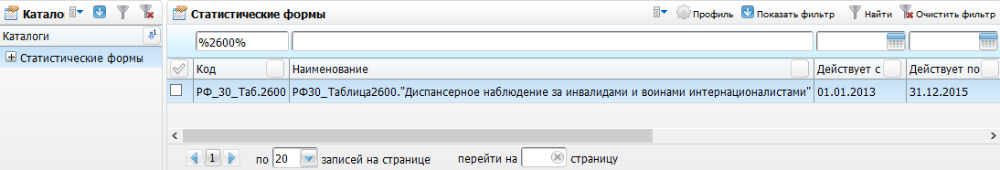 Катало
Каталоги
Статистические формы
Статистические формы
Профиль
Показать фильтр
Найти
Очистить фильтр
%2600%
Код
Наименование
Действует с
Действует по
РФ_30_Таб.2600
РФ30_Таблица2600."Диспансерное наблюдение за инвалидами и воинами интернационалистами"
01.01.2013
31.12.2015
1
по 20 записей на странице
перейти на
страницу